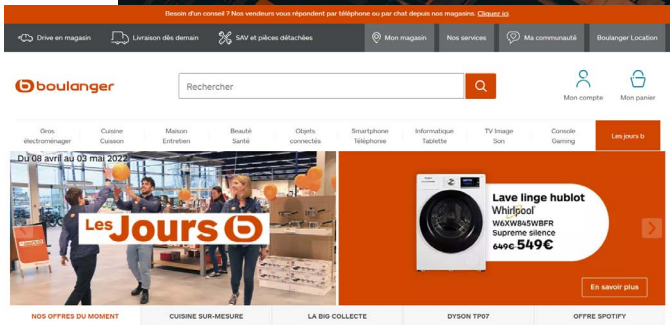 Besoin d'un conseil ? Nos vendeurs vous répondent par téléphone ou par chat depuis nos magasins. Cliquez ici
Drive en magasin
Livraison dès demain
SAV et pièces détachées
Mon magasin
Nos services
Ma communauté
Boulanger Location
boulanger
Rechercher
Mon compte
Mon panier
Gros
électroménager
Cuisine
Cuisson
Maison
Entretien
Beauté
Santé
Objets
connectés
Smartphone
Téléphonie
Informatique
Tablette
TV Image
Son
Console
Gaming
Les jours b
Du 08 avril au 03 mai 2022
Les Jours b
Lave linge hublot
Whirlpool
W6XW845WBFR
Supreme silence
649€ 549€
En savoir plus
NOS OFFRES DU MOMENT
CUISINE SUR-MESURE
LA BIG COLLECTE
DYSON TP07
OFFRE SPOTIFY